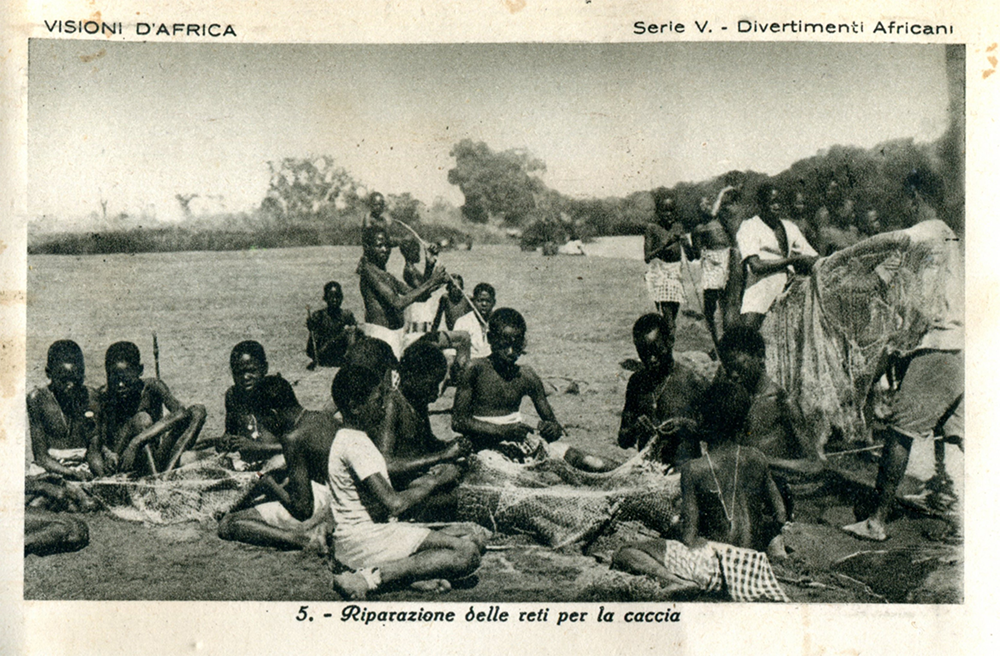 VISIONI D'AFRICA
Serie V. - Divertimenti Africani
5. - Riparazione delle reti per la caccia